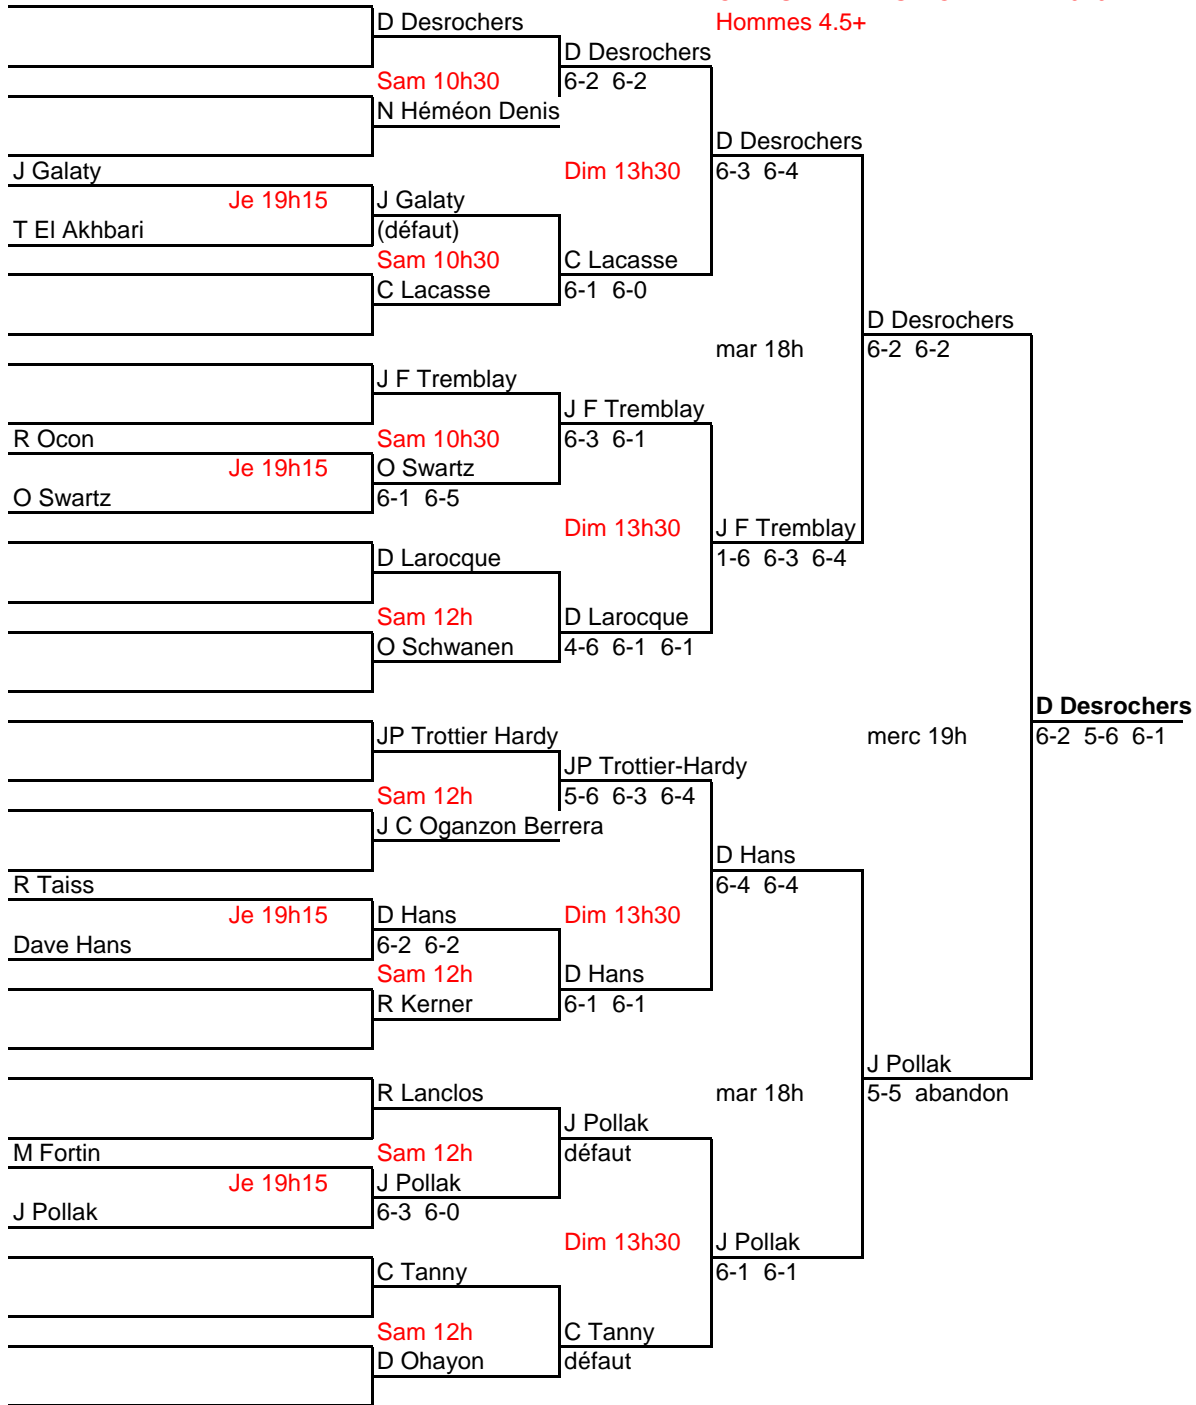 Hommes 4.5+
D Desrochers
D Desrochers
Sam 10h30
6-2 6-2
N Héméon Denis
D Desrochers
J Galaty
Dim 13h30
6-3 6-4
Je 19h15
J Galaty
T El Akhbari
(défaut)
Sam 10h30
C Lacasse
C Lacasse
6-1 6-0
D Desrochers
mar 18h
6-2 6-2
J F Tremblay
J F Tremblay
R Ocon
Sam 10h30
6-3 6-1
Je 19h15
O Swartz
O Swartz
6-1 6-5
Dim 13h30
J F Tremblay
D Larocque
1-6 6-3 6-4
Sam 12h
D Larocque
O Schwanen
4-6 6-1 6-1
D Desrochers
JP Trottier Hardy
merc 19h
6-2 5-6 6-1
JP Trottier-Hardy
Sam 12h
5-6 6-3 6-4
J C Oganzon Berrera
D Hans
R Taiss
6-4 6-4
Je 19h15
D Hans
Dim 13h30
Dave Hans
6-2 6-2
Sam 12h
D Hans
R Kerner
6-1 6-1
J Pollak
R Lanclos
mar 18h
5-5 abandon
J Pollak
M Fortin
Sam 12h
défaut
Je 19h15
J Pollak
J Pollak
6-3 6-0
Dim 13h30
J Pollak
C Tanny
6-1 6-1
Sam 12h
C Tanny
D Ohayon
défaut